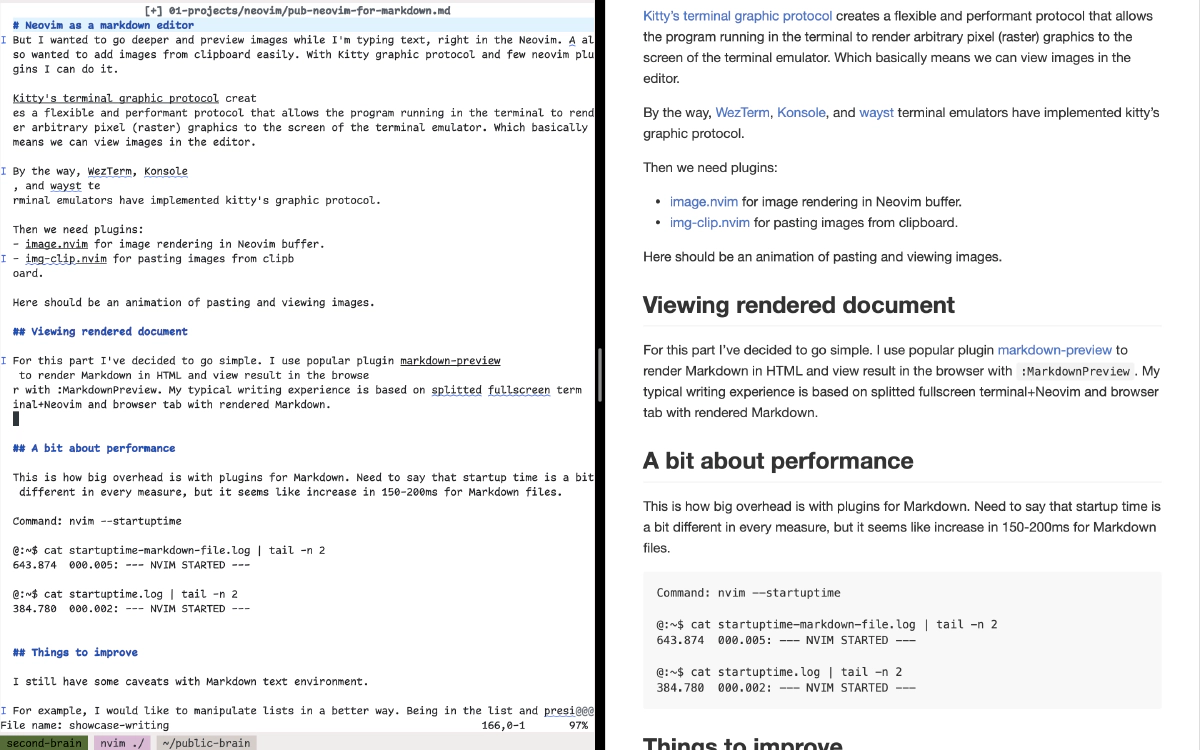 [+] 01-projects/neovim/pub-neovim-for-markdown.md
# Neovim as a markdown editor
I But I wanted to go deeper and preview images while I'm typing text, right in the Neovim. A al
so wanted to add images from clipboard easily. With Kitty graphic protocol and few neovim plu
gins I can do it.
Kitty's terminal graphic protocol creat
es a flexible and performant protocol that allows the program running in the terminal to rend
er arbitrary pixel (raster) graphics to the screen of the terminal emulator. Which basically
means we can view images in the editor.
I By the way, WezTerm, Konsole
, and wayst te
rminal emulators have implemented kitty's graphic protocol.
Then we need plugins:
- image.nvim for image rendering in Neovim buffer.
I - img-clip.nvim for pasting images from clipb
oard.
Here should be an animation of pasting and viewing images.
## Viewing rendered document
I For this part I've decided to go simple. I use popular plugin markdown-preview
to render Markdown in HTML and view result in the browse
r with :MarkdownPreview. My typical writing experience is based on splitted fullscreen term
inal+Neovim and browser tab with rendered Markdown.
## A bit about performance
This is how big overhead is with plugins for Markdown. Need to say that startup time is a bit
different in every measure, but it seems like increase in 150-200ms for Markdown files.
Command: nvim --startuptime
@:~$ cat startuptime-markdown-file.log | tail -n 2
643.874  000.005: --- NVIM STARTED ---
@:~$ cat startuptime.log | tail -n 2
384.780  000.002: --- NVIM STARTED ---
## Things to improve
I still have some caveats with Markdown text environment.
I For example, I would like to manipulate lists in a better way. Being in the list and presi@@@
File name: showcase-writing 166,0-1 97%
second-brain nvim ./ ~/public-brain
Kitty's terminal graphic protocol creates a flexible and performant protocol that allows
the program running in the terminal to render arbitrary pixel (raster) graphics to the
screen of the terminal emulator. Which basically means we can view images in the
editor.
By the way, WezTerm, Konsole, and wayst terminal emulators have implemented kitty's
graphic protocol.
Then we need plugins:
• image.nvim for image rendering in Neovim buffer.
• img-clip.nvim for pasting images from clipboard.
Here should be an animation of pasting and viewing images.
Viewing rendered document
For this part I've decided to go simple. I use popular plugin markdown-preview to
render Markdown in HTML and view result in the browser with :MarkdownPreview . My
typical writing experience is based on splitted fullscreen terminal+Neovim and browser
tab with rendered Markdown.
A bit about performance
This is how big overhead is with plugins for Markdown. Need to say that startup time is
a bit different in every measure, but it seems like increase in 150-200ms for Markdown
files.
Command: nvim --startuptime
@:~$ cat startuptime-markdown-file.log | tail -n 2
643.874  000.005: --- NVIM STARTED ---
@:~$ cat startuptime.log | tail -n 2
384.780  000.002: --- NVIM STARTED ---
Things to improve